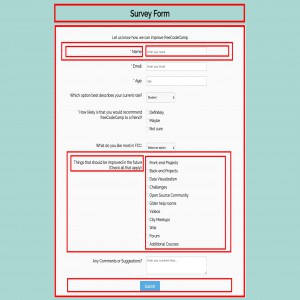 Survey Form
Let us know how we can improve freeCodeCamp
* Name:
Enter your name
* Email:
Enter your Email
* Age:
Age
Which option best describes your current role?
Student
* How likely is that you would recommend
freeCodeCamp to a friend?
Definitely
Maybe
Not sure
What do you like most in FCC:
Select an option
Things that should be improved in the future
(Check all that apply):
Front-end Projects
Back-end Projects
Data Visualization
Challenges
Open Source Community
Gitter help rooms
Videos
City Meetups
Wiki
Forum
Additional Courses
Any Comments or Suggestions?
Enter your comment here...
Submit